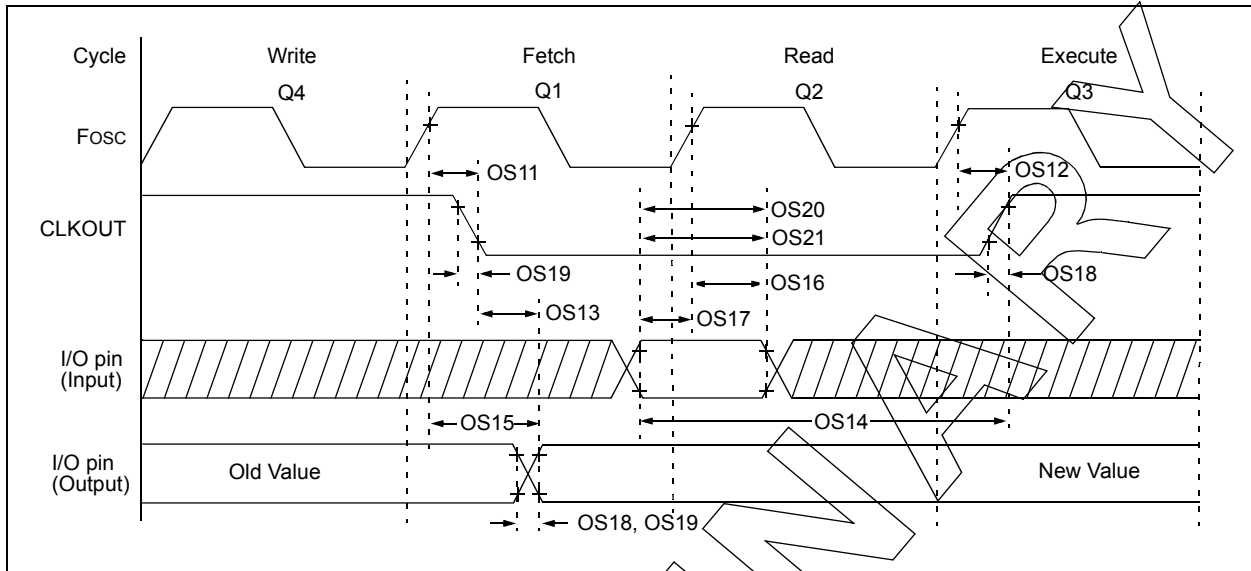 Cycle Write Fetch Read Execute
Q4 Q1 Q2 Q3
FOSC
OS11 OS12
CLKOUT
OS20
OS21
OS19 OS16 OS18
OS13 OS17
I/O pin
(Input)
OS15 OS14
I/O pin
(Output)
Old Value New Value
OS18, OS19